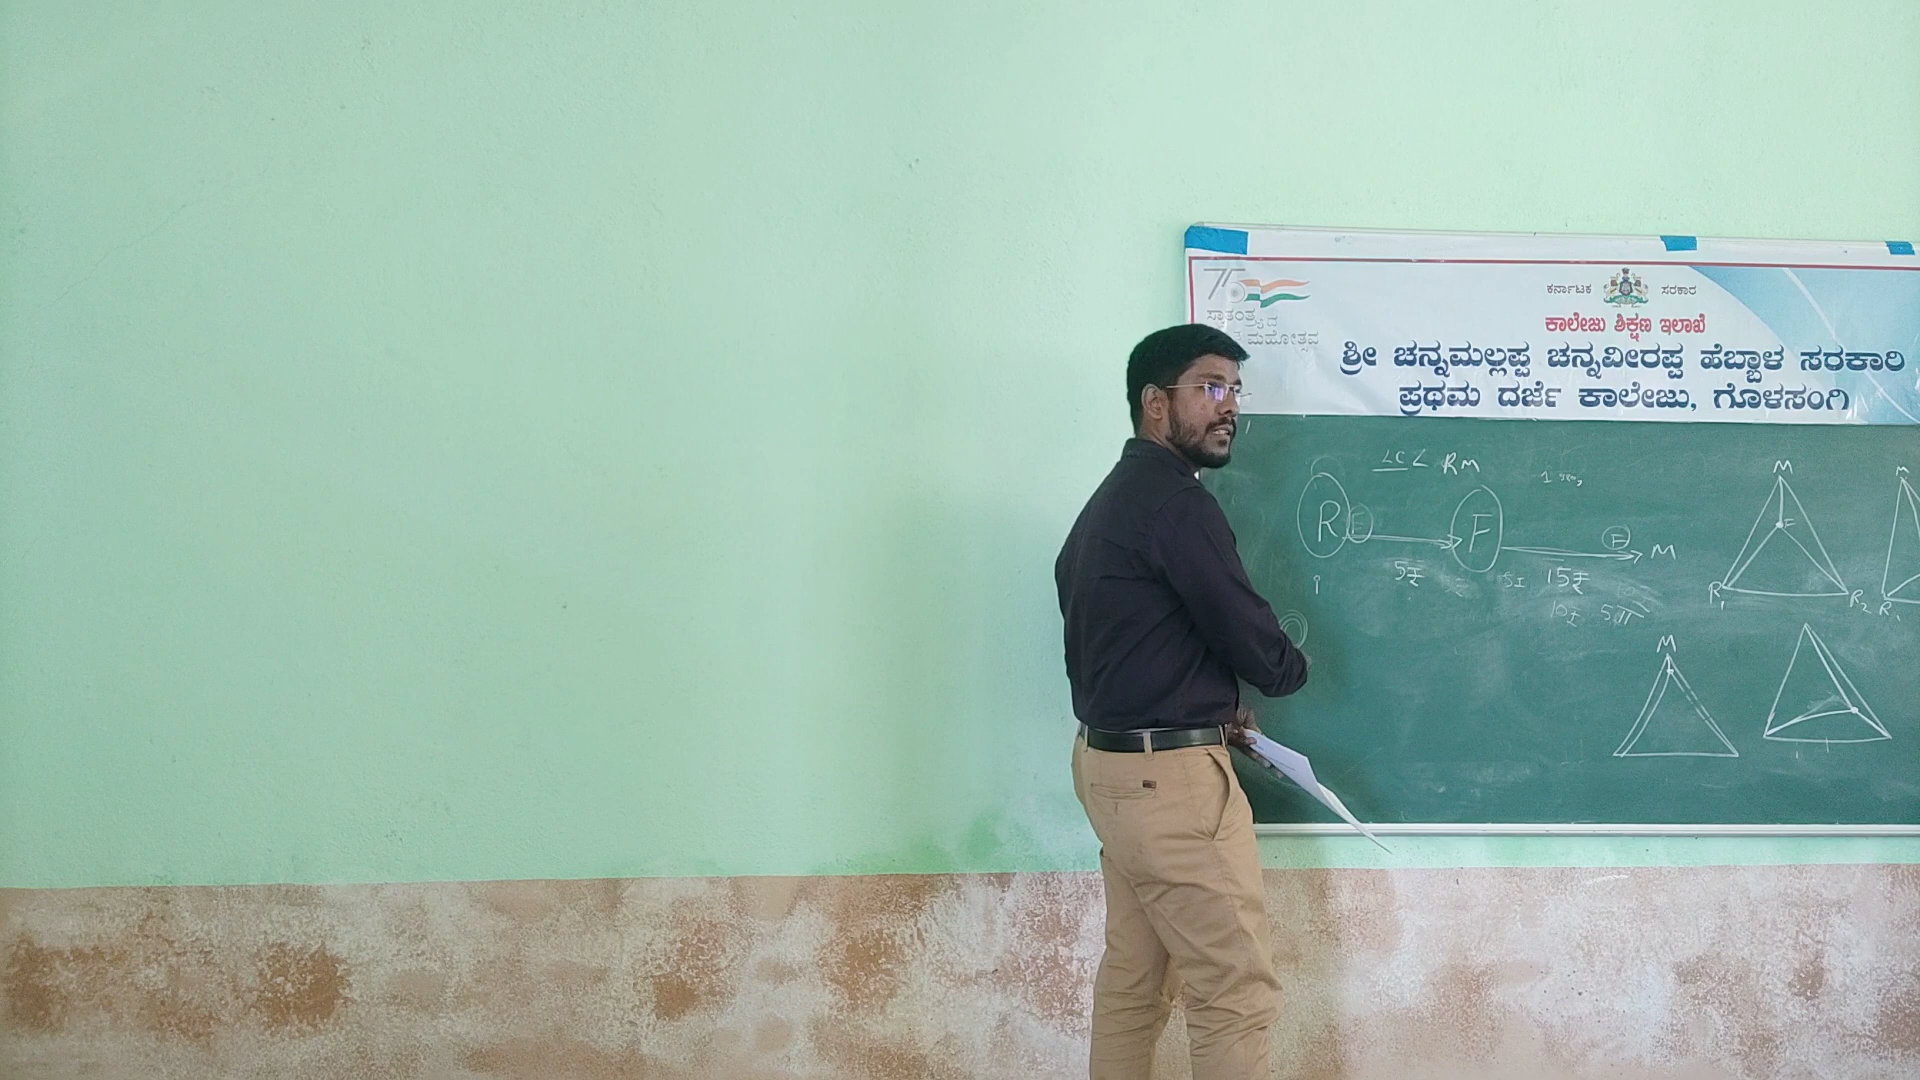 75
ಸ್ವಾತಂತ್ರ್ಯದ
ಮಹೋತ್ಸವ
ಕರ್ನಾಟಕ ಸರಕಾರ
ಕಾಲೇಜು ಶಿಕ್ಷಣ ಇಲಾಖೆ
ಶ್ರೀ ಚನ್ನಮಲ್ಲಪ್ಪ ಚನ್ನವೀರಪ್ಪ ಹೆಬ್ಬಾಳ ಸರಕಾರಿ
ಪ್ರಥಮ ದರ್ಜೆ ಕಾಲೇಜು, ಗೊಳಸಂಗಿ
LC < RM
R F F M
5₹ 15₹
10₹
M
F
R1 R2
M
R1
M